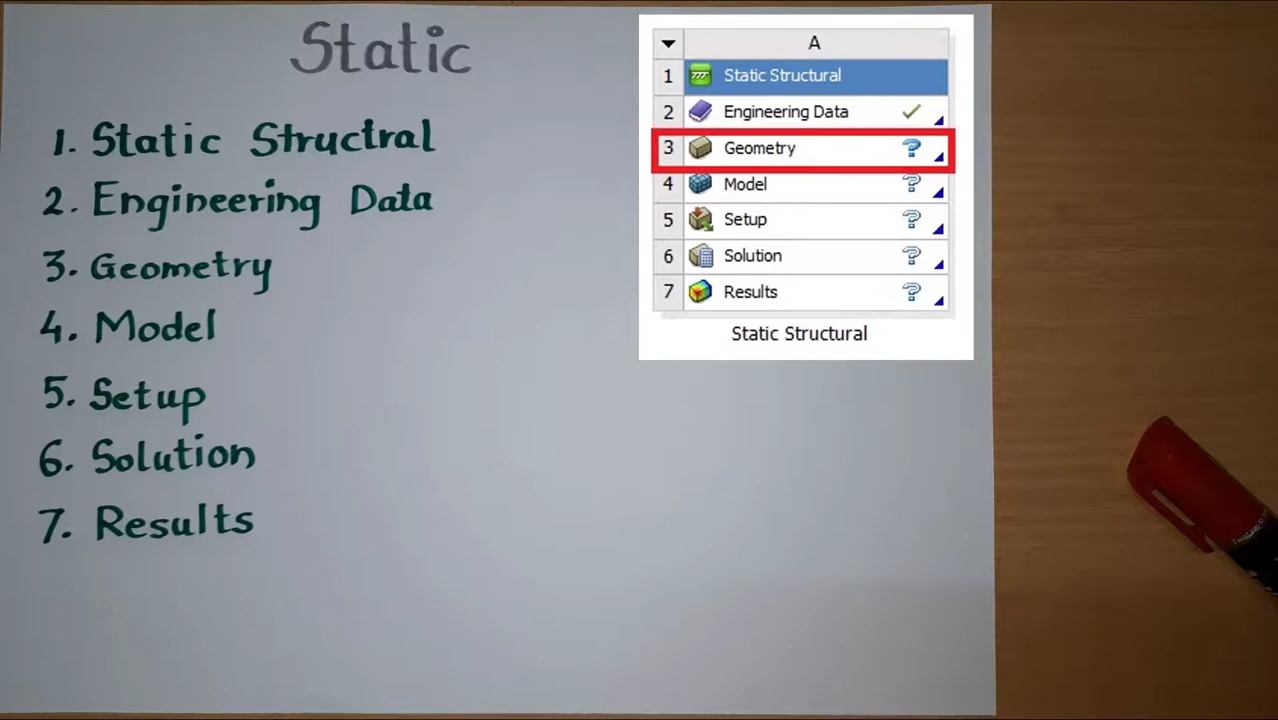 Static
1. Static Structral
2. Engineering Data
3. Geometry
4. Model
5. Setup
6. Solution
7. Results
A
1 Static Structural
2 Engineering Data
3 Geometry ?
4 Model ?
5 Setup ?
6 Solution ?
7 Results ?
Static Structural